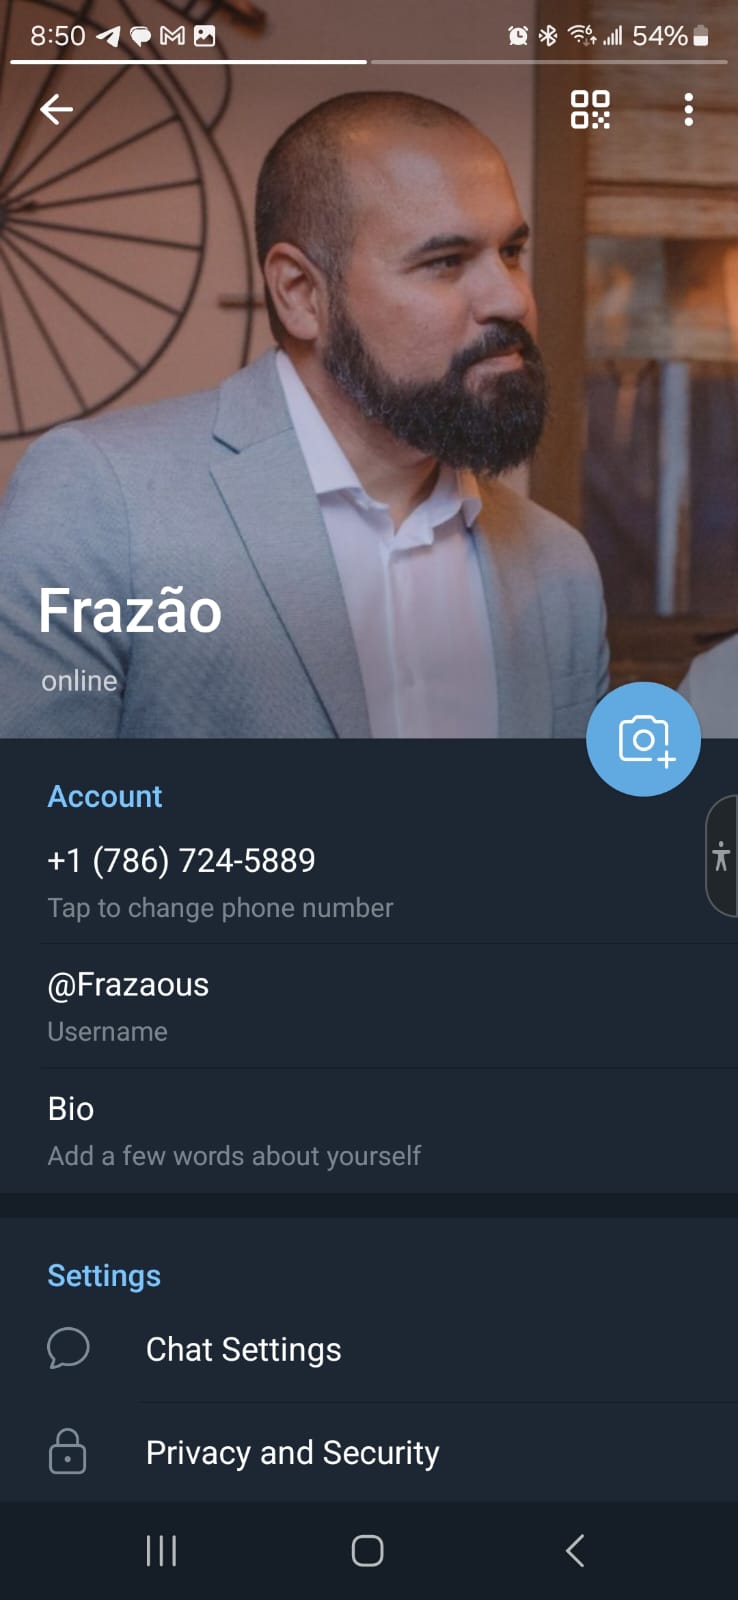 8:50
54%
Frazão
online
Account
+1 (786) 724-5889
Tap to change phone number
@Frazaous
Username
Bio
Add a few words about yourself
Settings
Chat Settings
Privacy and Security